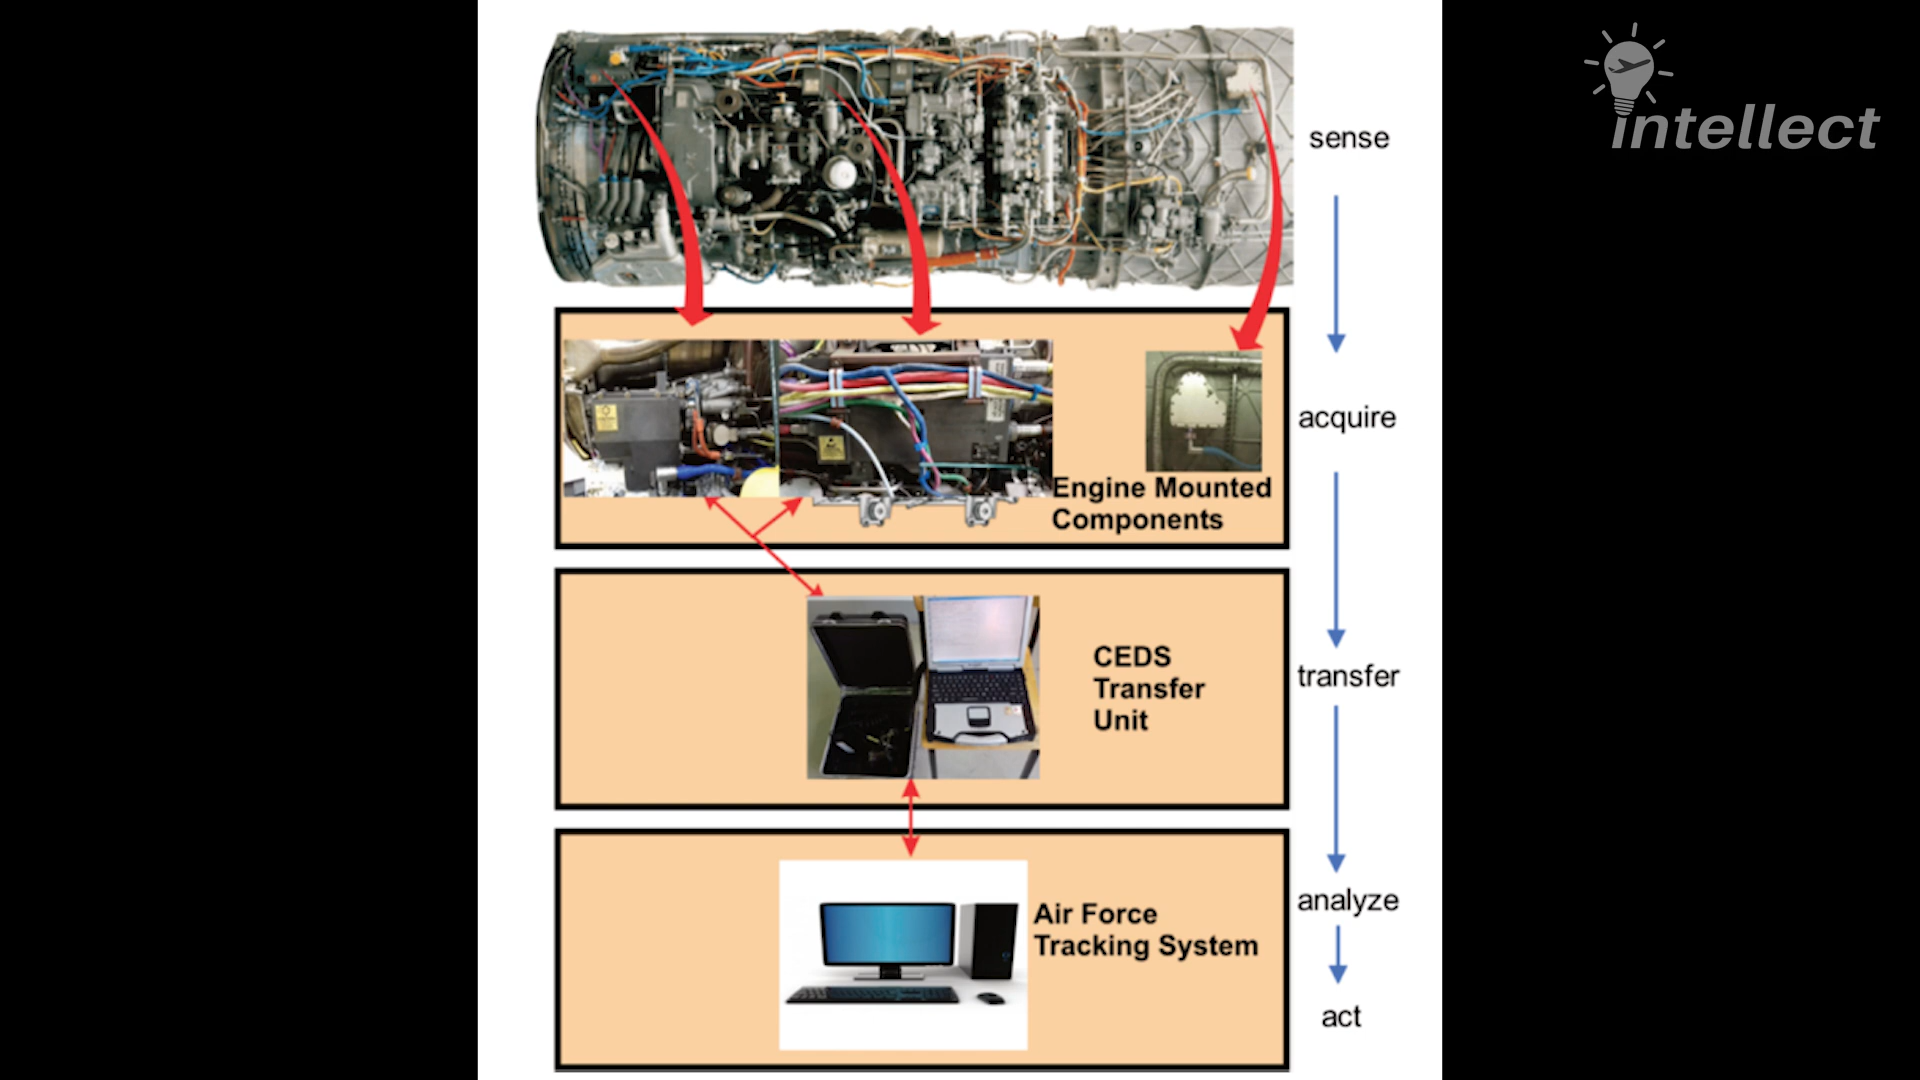 intellect
sense
acquire
Engine Mounted
Components
CEDS
Transfer
Unit
transfer
analyze
Air Force
Tracking System
act